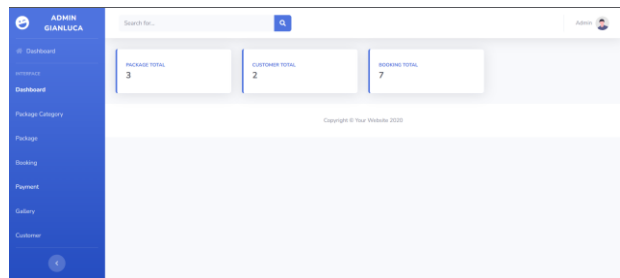 ADMIN
GIANLUCA
Search for...
Admin
Dashboard
INTERFACE
Dashboard
Package Category
Package
Booking
Payment
Gallery
Customer
PACKAGE TOTAL
3
CUSTOMER TOTAL
2
BOOKING TOTAL
7
Copyright © Your Website 2020